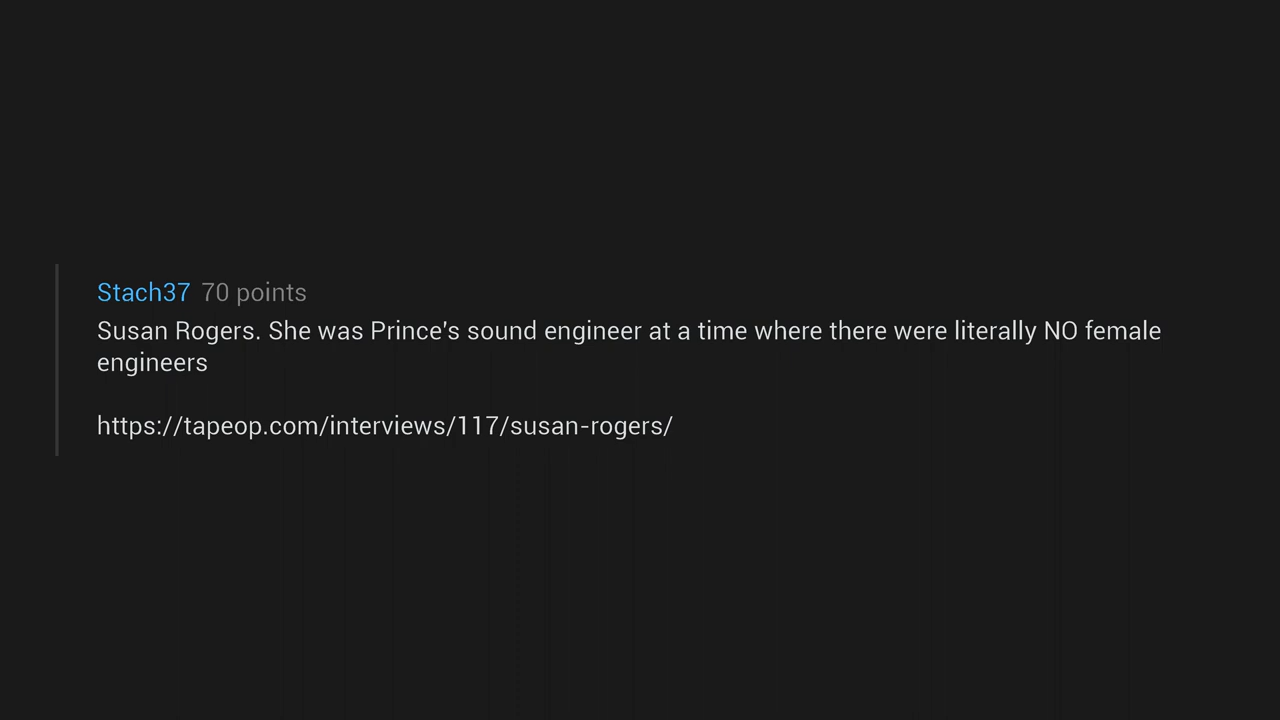 Stach37 70 points
Susan Rogers. She was Prince's sound engineer at a time where there were literally NO female
engineers
https://tapeop.com/interviews/117/susan-rogers/